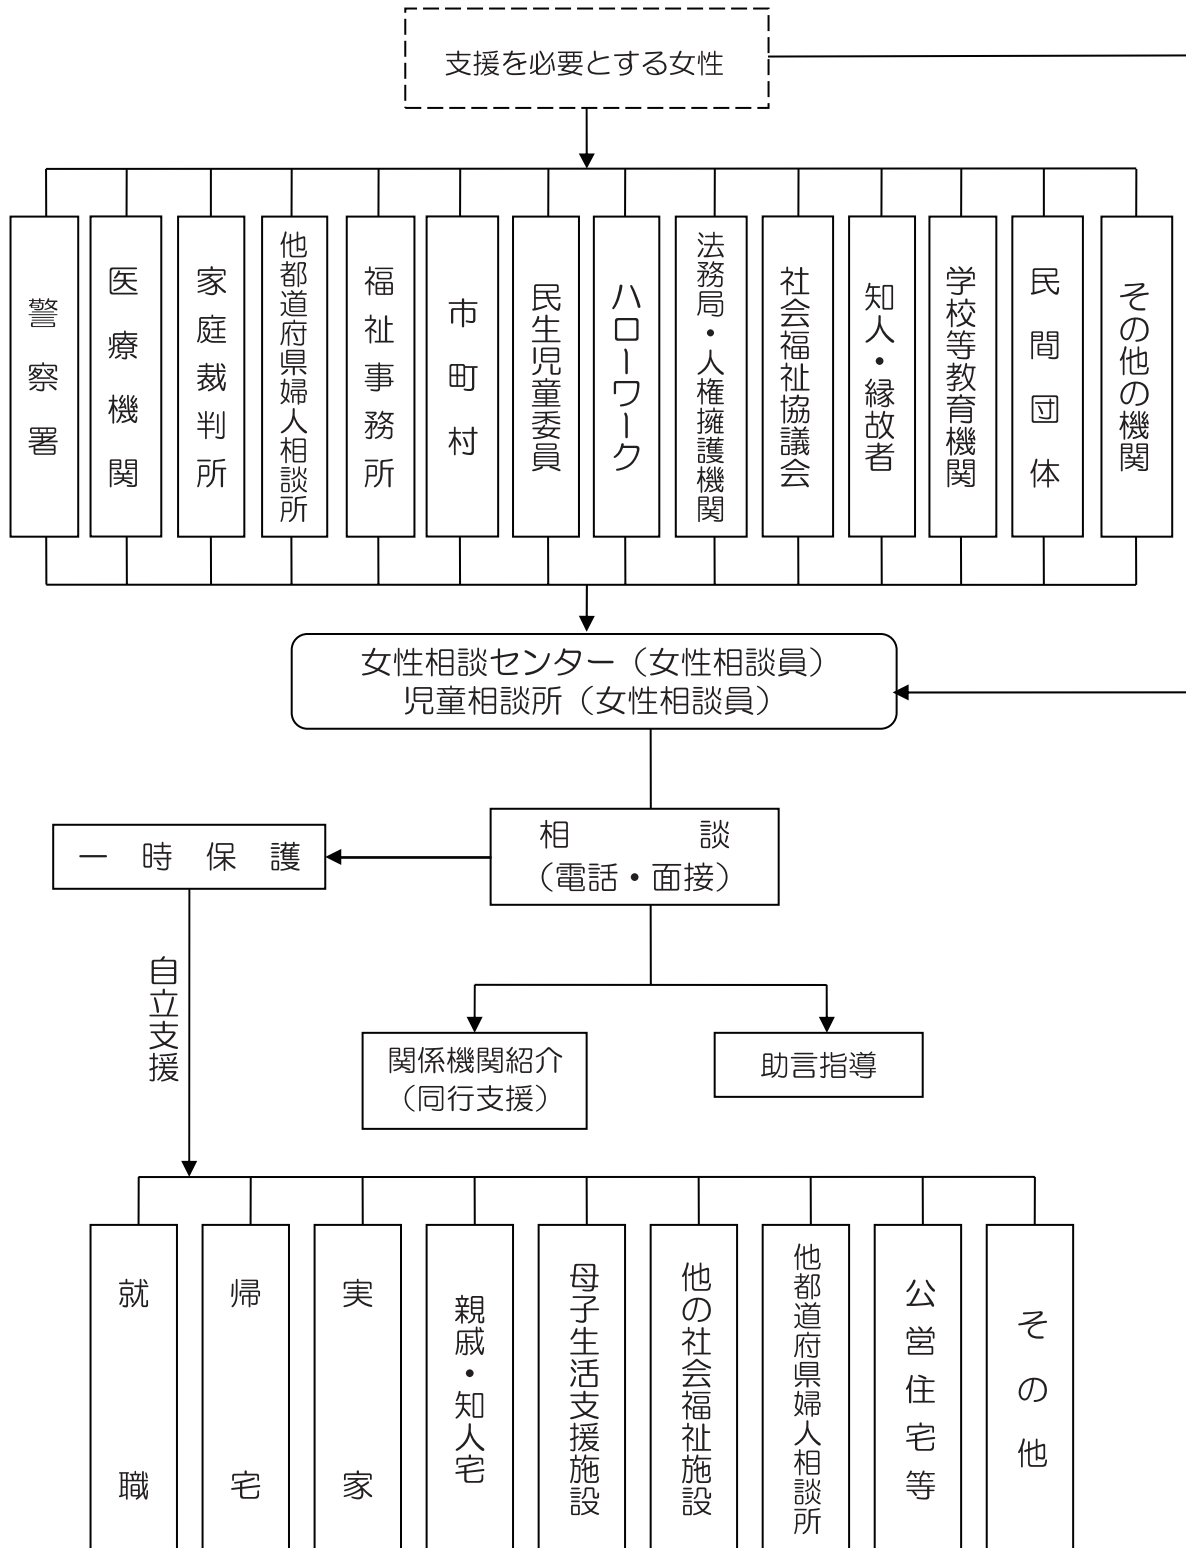 支援を必要とする女性
警察署
医療機関
家庭裁判所
他都道府県婦人相談所
福祉事務所
市町村
民生児童委員
ハローワーク
法務局・人権擁護機関
社会福祉協議会
知人・縁故者
学校等教育機関
民間団体
その他の機関
女性相談センター（女性相談員）
児童相談所（女性相談員）
相談
（電話・面接）
一時保護
自立支援
関係機関紹介
（同行支援）
助言指導
就職
帰宅
実家
親戚・知人宅
母子生活支援施設
他の社会福祉施設
他都道府県婦人相談所
公営住宅等
その他